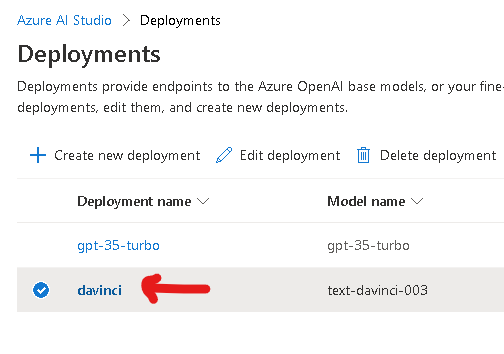 Azure AI Studio > Deployments
Deployments
Deployments provide endpoints to the Azure OpenAI base models, or your fine-
deployments, edit them, and create new deployments.
+ Create new deployment Edit deployment Delete deployment
Deployment name Model name
gpt-35-turbo gpt-35-turbo
davinci text-davinci-003